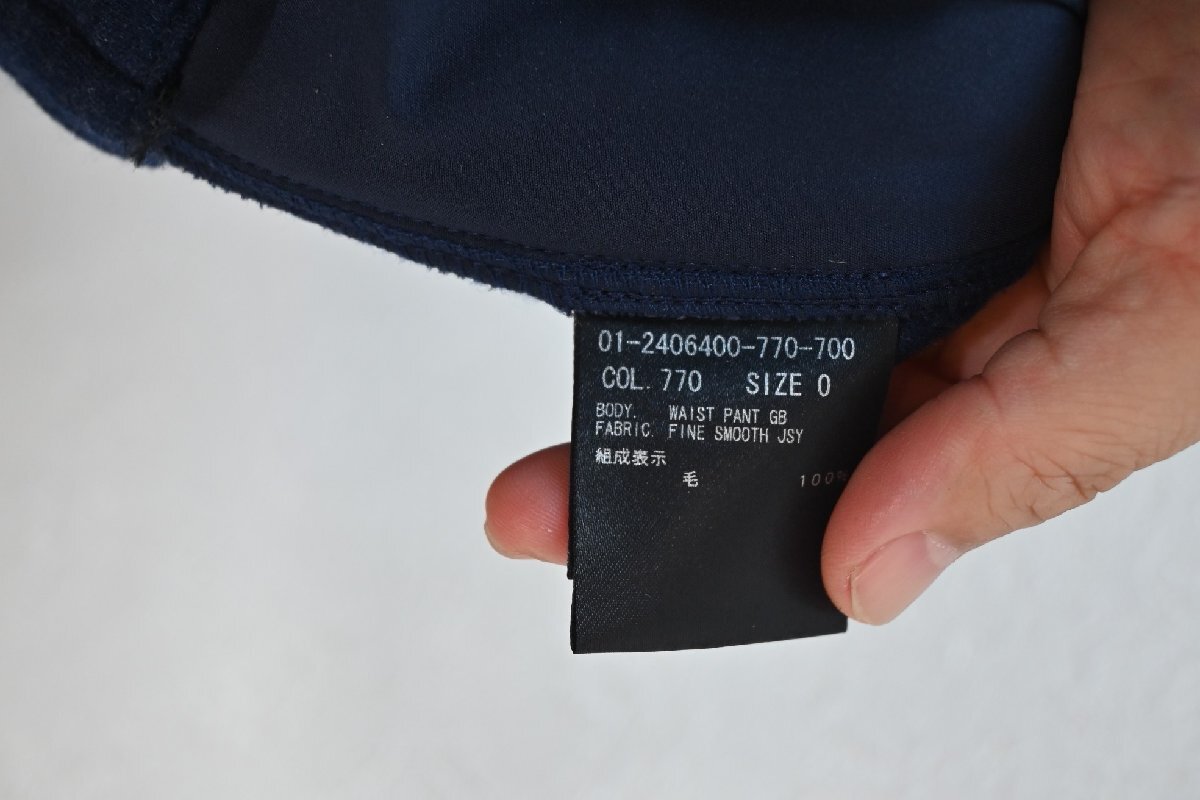 01-2406400-770-700
COL. 770 SIZE 0
BODY. WAIST PANT GB
FABRIC. FINE SMOOTH JSY
組成表示
毛 100%